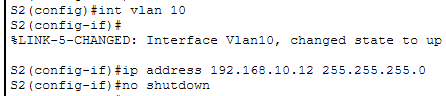 S2(config)#int vlan 10
S2(config-if)#
%LINK-5-CHANGED: Interface Vlan10, changed state to up
S2(config-if)#ip address 192.168.10.12 255.255.255.0
S2(config-if)#no shutdown